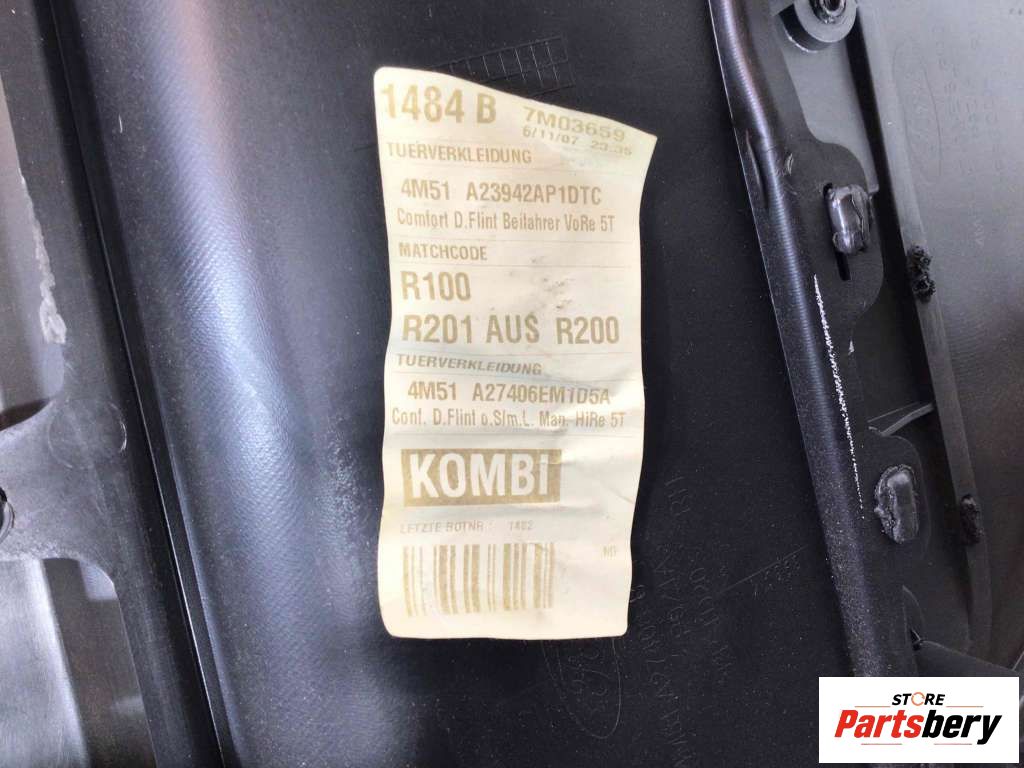 1484 B
7M03659
6/11/07 23.35
TUERVERKLEIDUNG
4M51 A23942AP1DTC
Comfort D.Flint Beifahrer VoRe 5T
MATCHCODE
R100
R201 AUS R200
TUERVERKLEIDUNG
4M51 A27406EM1D5A
Conf. D.Flint o.S/m.L. Man. HiRe 5T
KOMBi
LETZTE ROTNR : 1482
STORE
Partsbery